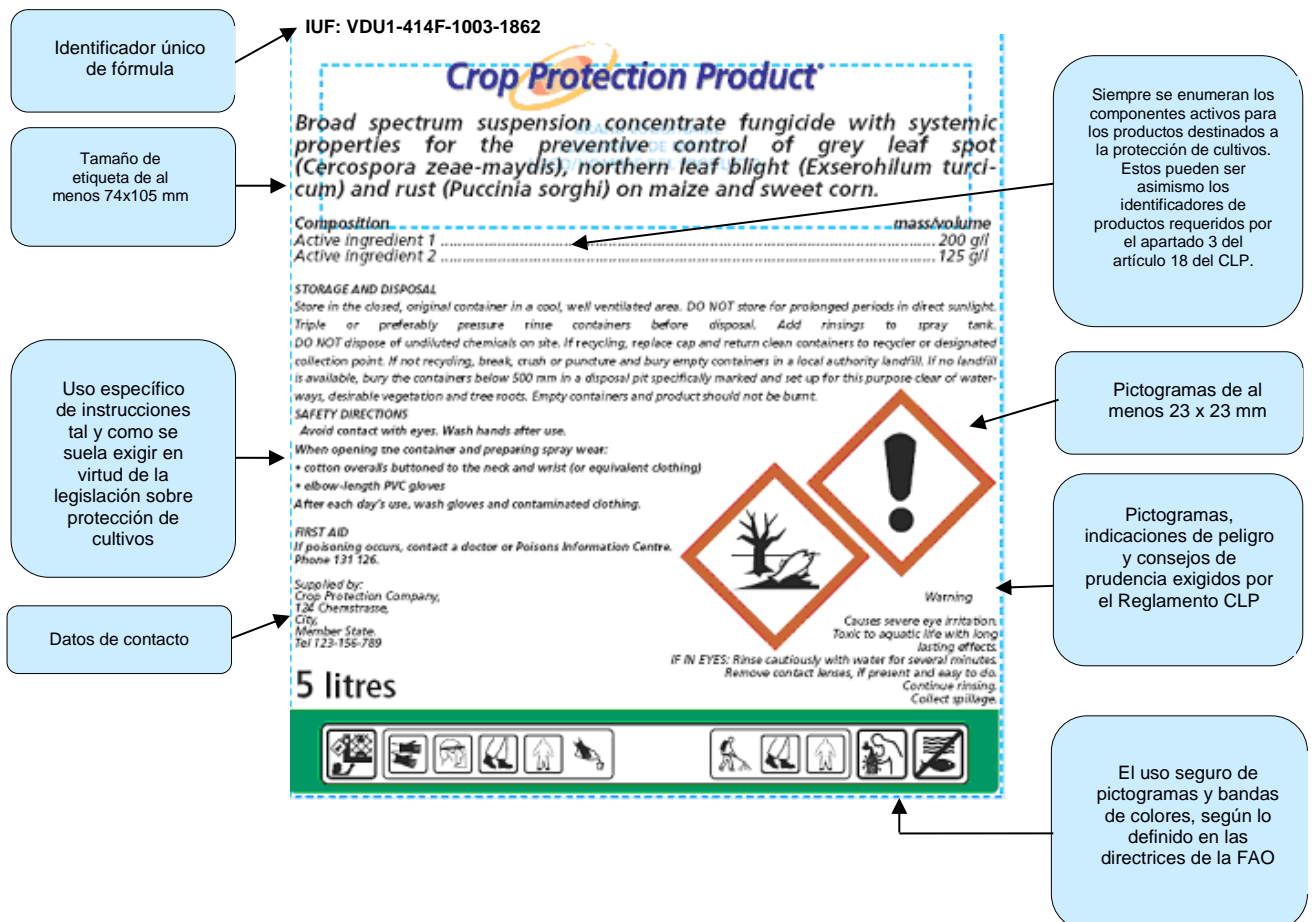 IUF: VDU1-414F-1003-1862
Identificador único
de fórmula
Crop Protection Product
Siempre se enumeran los
componentes activos para
los productos destinados a
la protección de cultivos.
Estos pueden ser
asimismo los
identificadores de
productos requeridos por
el apartado 3 del
artículo 18 del CLP.
Tamaño de
etiqueta de al
menos 74x105 mm
Broad spectrum suspension concentrate fungicide with systemic
properties for the preventive control of grey leaf spot
(Cercospora zeae-maydis), northern leaf blight (Exserohilum turci-
cum) and rust (Puccinia sorghi) on maize and sweet corn.
Composition mass/volume
Active ingredient 1 ........ 200 g/l
Active ingredient 2 ........ 125 g/l
STORAGE AND DISPOSAL
Store in the closed, original container in a cool, well ventilated area. DO NOT store for prolonged periods in direct sunlight.
Triple or preferably pressure rinse containers before disposal. Add rinsings to spray tank.
DO NOT dispose of undiluted chemicals on site. If recycling, replace cap and return clean containers to recycler or designated
collection point. If not recycling, break, crush or puncture and bury empty containers in a local authority landfill. If no landfill
is available, bury the containers below 500 mm in a disposal pit specifically marked and set up for this purpose clear of water-
ways, desirable vegetation and tree roots. Empty containers and product should not be burnt.
Uso específico
de instrucciones
tal y como se
suela exigir en
virtud de la
legislación sobre
protección de
cultivos
SAFETY DIRECTIONS
Avoid contact with eyes. Wash hands after use.
When opening the container and preparing spray wear:
• cotton overalls buttoned to the neck and wrist (or equivalent clothing)
• elbow-length PVC gloves
After each day's use, wash gloves and contaminated clothing.
Pictogramas de al
menos 23 x 23 mm
FIRST AID
If poisoning occurs, contact a doctor or Poisons Information Centre.
Phone 131 126.
Pictogramas,
indicaciones de peligro
y consejos de
prudencia exigidos por
el Reglamento CLP
Datos de contacto
Supplied by:
Crop Protection Company,
124 Chemstrasse,
City,
Member State.
Tel 123-156-789
Warning
Causes severe eye irritation.
Toxic to aquatic life with long
lasting effects.
IF IN EYES: Rinse cautiously with water for several minutes.
Remove contact lenses, if present and easy to do.
Continue rinsing.
Collect spillage.
5 litres
El uso seguro de
pictogramas y bandas
de colores, según lo
definido en las
directrices de la FAO